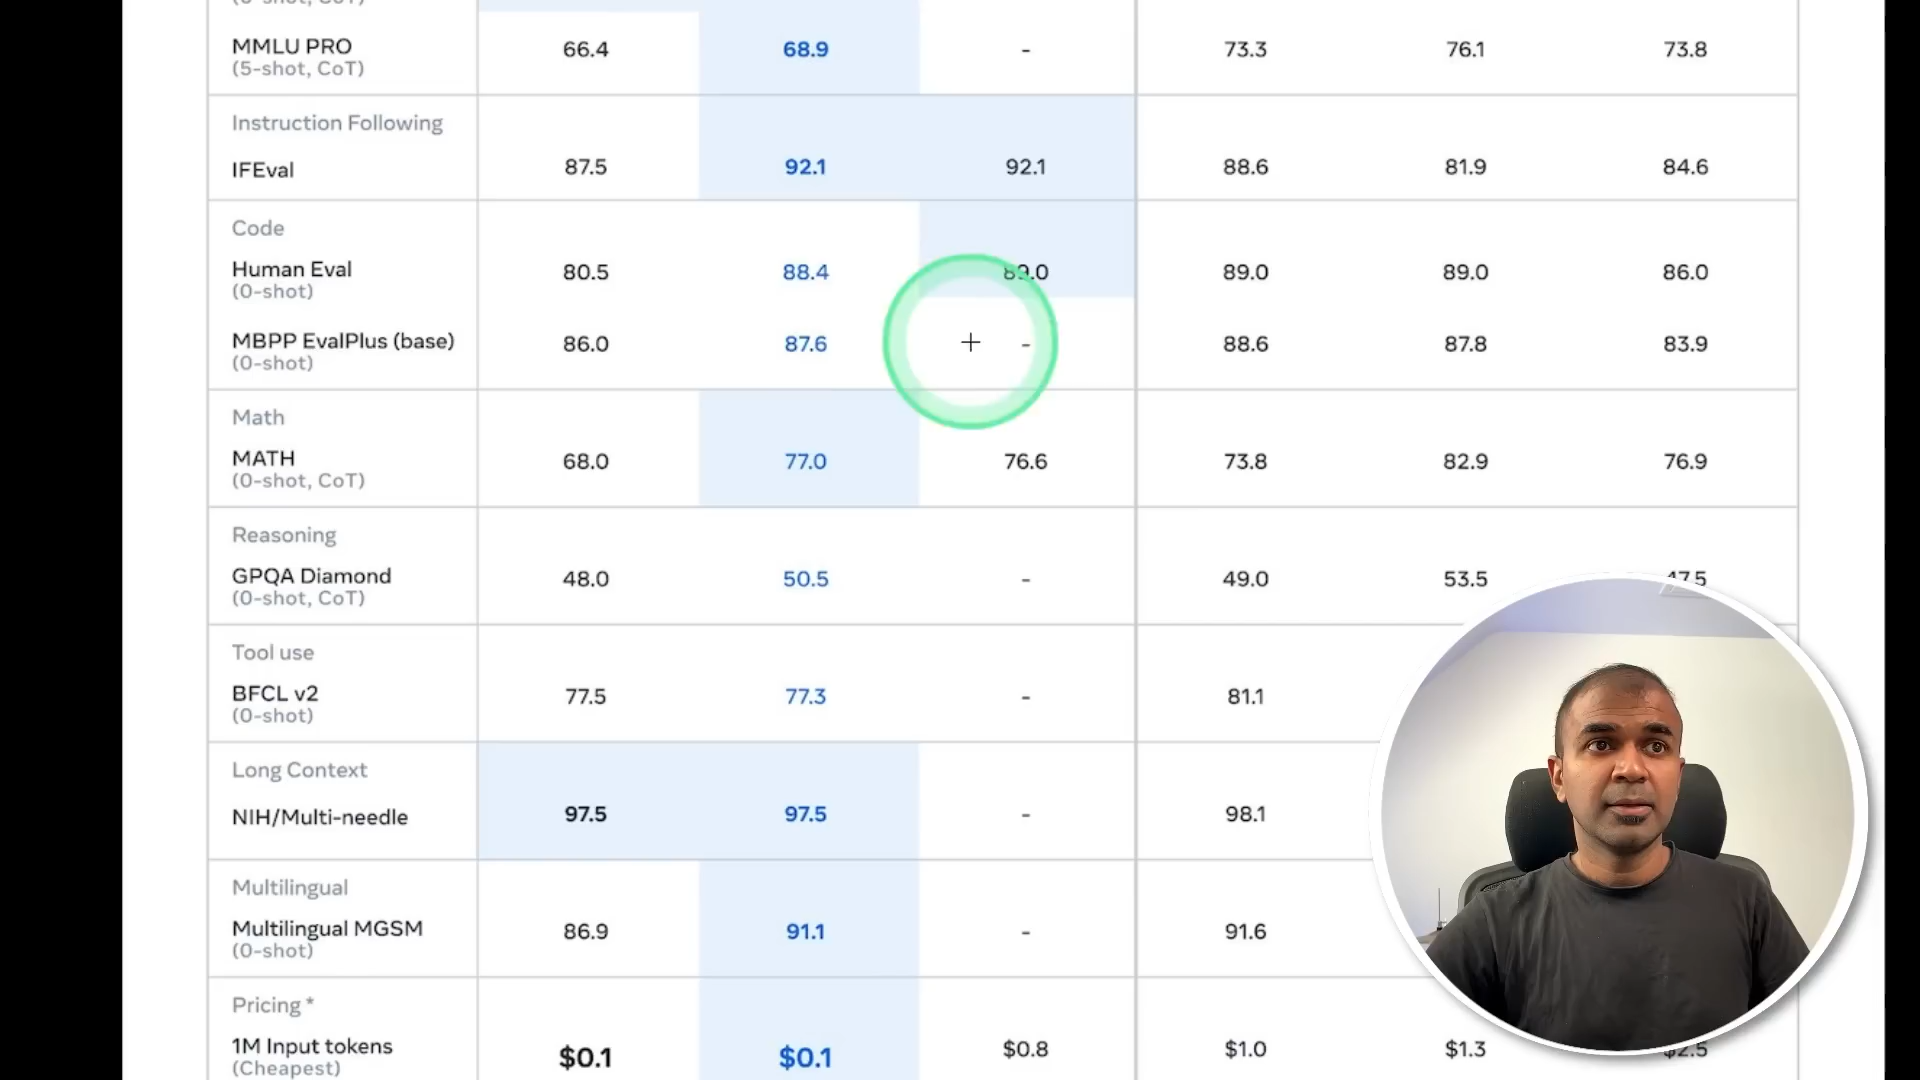 MMLU PRO 66.4 68.9 - 73.3 76.1 73.8
(5-shot, CoT)
Instruction Following
IFEval 87.5 92.1 92.1 88.6 81.9 84.6
Code
Human Eval 80.5 88.4 89.0 89.0 89.0 86.0
(0-shot)
MBPP EvalPlus (base) 86.0 87.6 - 88.6 87.8 83.9
(0-shot)
Math
MATH 68.0 77.0 76.6 73.8 82.9 76.9
(0-shot, CoT)
Reasoning
GPQA Diamond 48.0 50.5 - 49.0 53.5 47.5
(0-shot, CoT)
Tool use
BFCL v2 77.5 77.3 - 81.1
(0-shot)
Long Context
NIH/Multi-needle 97.5 97.5 - 98.1
Multilingual
Multilingual MGSM 86.9 91.1 - 91.6
(0-shot)
Pricing *
1M Input tokens $0.1 $0.1 $0.8 $1.0 $1.3 $2.5
(Cheapest)